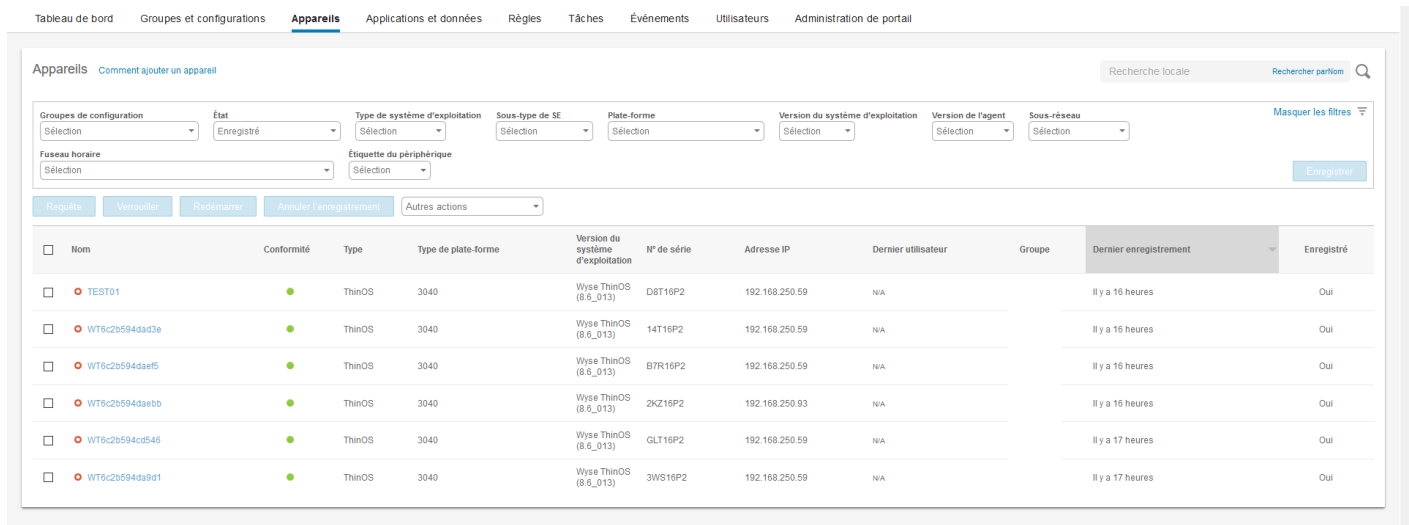 Tableau de bord Groupes et configurations Appareils Applications et données Règles Tâches Événements Utilisateurs Administration de portail
Appareils Comment ajouter un appareil Recherche locale Rechercher parNom
Groupes de configuration État Type de système d'exploitation Sous-type de SE Plate-forme Version du système d'exploitation Version de l'agent Sous-réseau Masquer les filtres
Sélection Enregistré Sélection Sélection Sélection Sélection Sélection Sélection
Fuseau horaire Étiquette du périphérique
Sélection Sélection Enregistrer
Requête Verrouiller Redémarrer Annuler l'enregistrement Autres actions
Nom Conformité Type Type de plate-forme Version du système d'exploitation N° de série Adresse IP Dernier utilisateur Groupe Dernier enregistrement Enregistré
TEST01 ThinOS 3040 Wyse ThinOS (8.6_013) D8T16P2 192.168.250.59 N/A Il y a 16 heures Oui
WT6c2b594dad3e ThinOS 3040 Wyse ThinOS (8.6_013) 14T16P2 192.168.250.59 N/A Il y a 16 heures Oui
WT6c2b594daef5 ThinOS 3040 Wyse ThinOS (8.6_013) B7R16P2 192.168.250.59 N/A Il y a 16 heures Oui
WT6c2b594daebb ThinOS 3040 Wyse ThinOS (8.6_013) 2KZ16P2 192.168.250.93 N/A Il y a 16 heures Oui
WT6c2b594cd546 ThinOS 3040 Wyse ThinOS (8.6_013) GLT16P2 192.168.250.59 N/A Il y a 17 heures Oui
WT6c2b594da9d1 ThinOS 3040 Wyse ThinOS (8.6_013) 3WS16P2 192.168.250.59 N/A Il y a 17 heures Oui